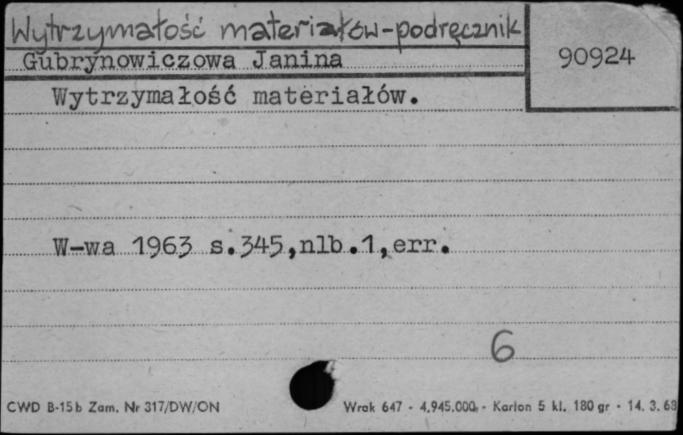 Wytrzymałość materiałów-podręcznik
Gubrynowiczowa Janina
90924
Wytrzymałość materiałów.
W-wa 1963 s.345,nlb.1,err.
6
CWD B-15b Zam. Nr 317/DW/ON
Wrak 647 - 4.945.000. - Karton 5 kl. 180 gr - 14. 3. 63